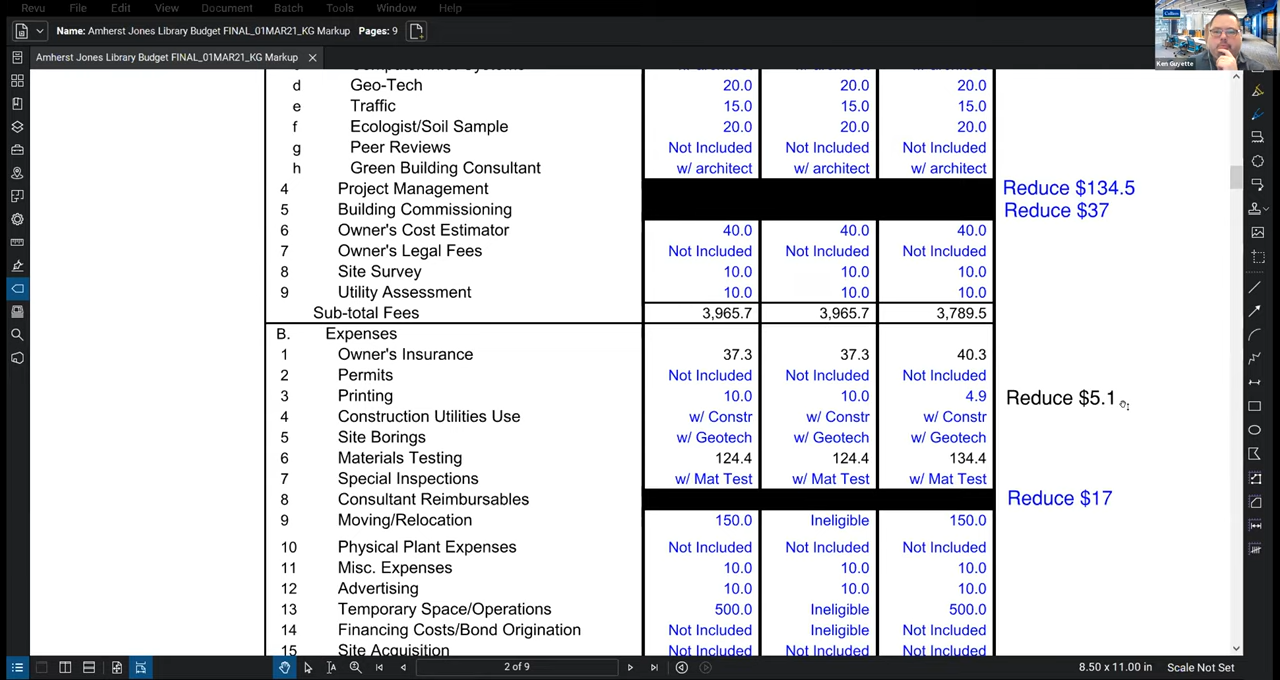 Revu File Edit View Document Batch Tools Window Help
Name: Amherst Jones Library Budget FINAL_01MAR21_KG Markup Pages: 9
Amherst Jones Library Budget FINAL_01MAR21_KG Markup
Colliers
Ken Guyette
d Geo-Tech 20.0 20.0 20.0
e Traffic 15.0 15.0 15.0
f Ecologist/Soil Sample 20.0 20.0 20.0
g Peer Reviews Not Included Not Included Not Included
h Green Building Consultant w/ architect w/ architect w/ architect
4 Project Management Reduce $134.5
5 Building Commissioning Reduce $37
6 Owner's Cost Estimator 40.0 40.0 40.0
7 Owner's Legal Fees Not Included Not Included Not Included
8 Site Survey 10.0 10.0 10.0
9 Utility Assessment 10.0 10.0 10.0
Sub-total Fees 3,965.7 3,965.7 3,789.5
B. Expenses
1 Owner's Insurance 37.3 37.3 40.3
2 Permits Not Included Not Included Not Included
3 Printing 10.0 10.0 4.9 Reduce $5.1
4 Construction Utilities Use w/ Constr w/ Constr w/ Constr
5 Site Borings w/ Geotech w/ Geotech w/ Geotech
6 Materials Testing 124.4 124.4 134.4
7 Special Inspections w/ Mat Test w/ Mat Test w/ Mat Test
8 Consultant Reimbursables Reduce $17
9 Moving/Relocation 150.0 Ineligible 150.0
10 Physical Plant Expenses Not Included Not Included Not Included
11 Misc. Expenses 10.0 10.0 10.0
12 Advertising 10.0 10.0 10.0
13 Temporary Space/Operations 500.0 Ineligible 500.0
14 Financing Costs/Bond Origination Not Included Ineligible Not Included
15 Site Acquisition Not Included Not Included Not Included
2 of 9 8.50 x 11.00 in Scale Not Set